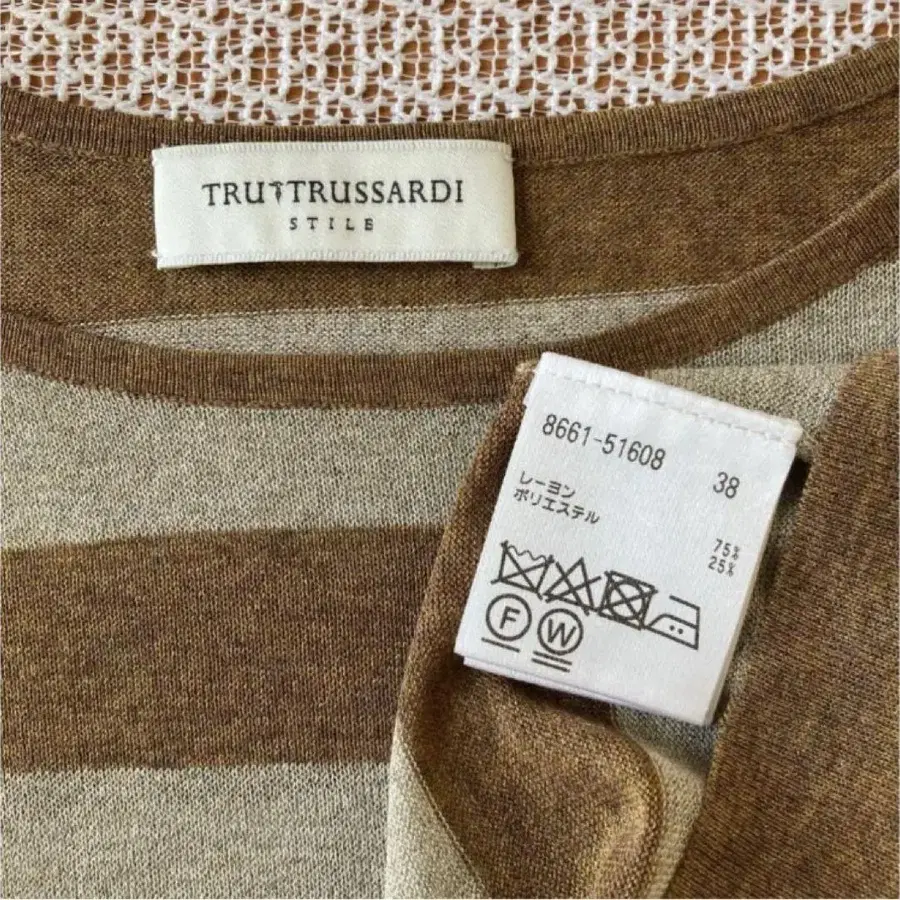 TRUTRUSSARDI
STILE
8661-51608 38
レーヨン 75%
ポリエステル 25%
F W